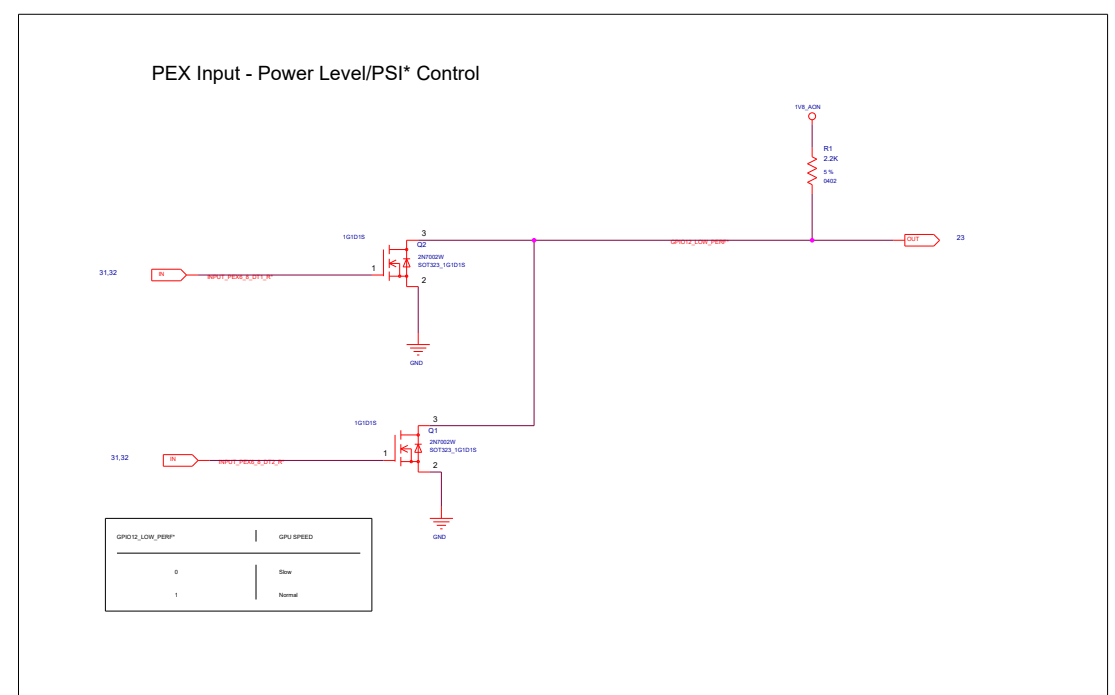 PEX Input - Power Level/PSI* Control
1V8_AON
R1
2.2K
5 %
0402
3
1G1D1S
Q2
GPIO12_LOW_PERF*
OUT
23
2N7002W
SOT323_1G1D1S
31,32
IN
INPUT_PEX6_8_DT1_R*
1
2
GND
3
1G1D1S
Q1
2N7002W
SOT323_1G1D1S
31,32
IN
INPUT_PEX6_8_DT2_R*
1
2
GND
GPIO12_LOW_PERF* GPU SPEED
0 Slow
1 Normal